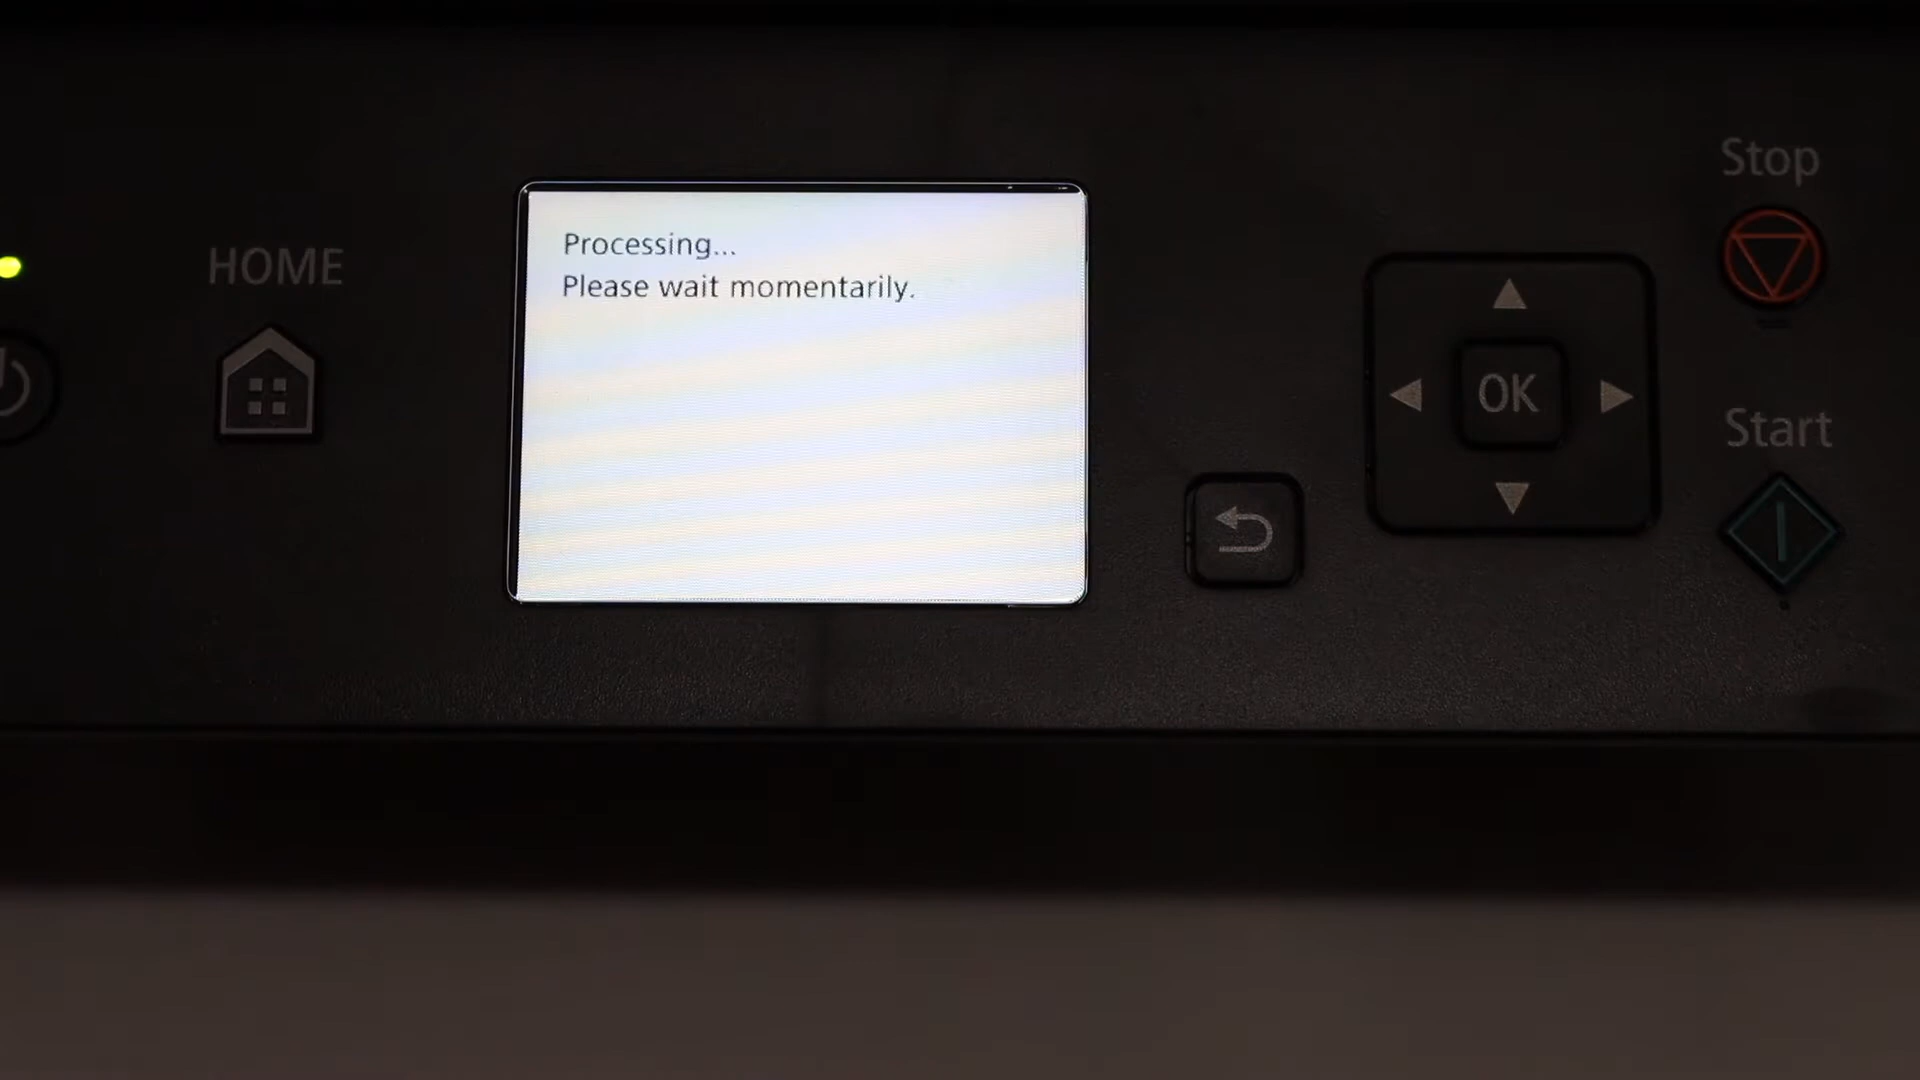 Stop
HOME
Processing...
Please wait momentarily.
OK
Start